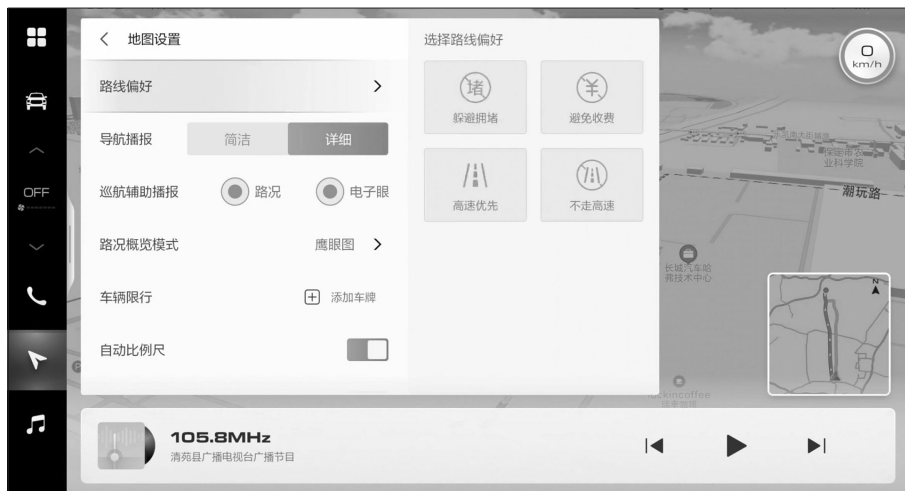 地图设置
路线偏好
导航播报
简洁
详细
巡航辅助播报
路况
电子眼
路况概览模式
鹰眼图
车辆限行
添加车牌
自动比例尺
选择路线偏好
堵
躲避拥堵
¥
避免收费
高速优先
不走高速
OFF
0
km/h
业科学院
潮玩路
长城汽车哈
弗技术中心
N
P
105.8MHz
清苑县广播电视台广播节目